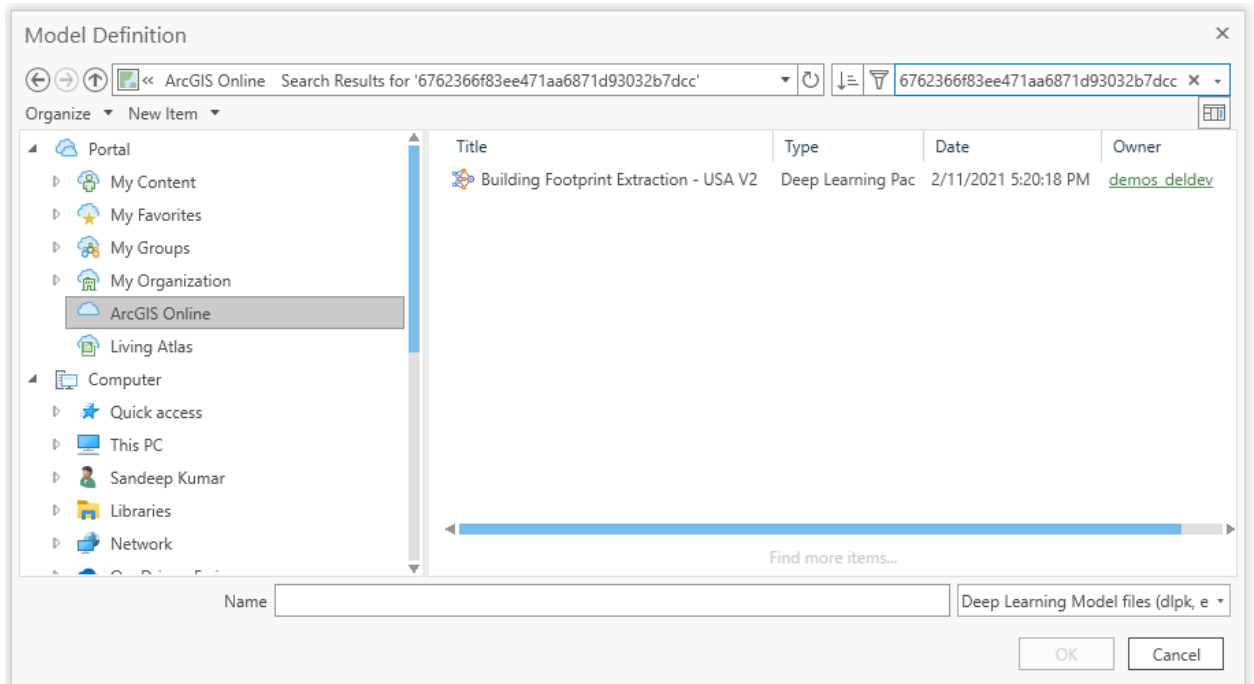 Model Definition
« ArcGIS Online Search Results for '6762366f83ee471aa6871d93032b7dcc'
6762366f83ee471aa6871d93032b7dcc
Organize New Item
Portal
My Content
My Favorites
My Groups
My Organization
ArcGIS Online
Living Atlas
Computer
Quick access
This PC
Sandeep Kumar
Libraries
Network
Title Type Date Owner
Building Footprint Extraction - USA V2 Deep Learning Pac 2/11/2021 5:20:18 PM demos_deldev
Find more items...
Name
Deep Learning Model files (dlpk, e
OK Cancel